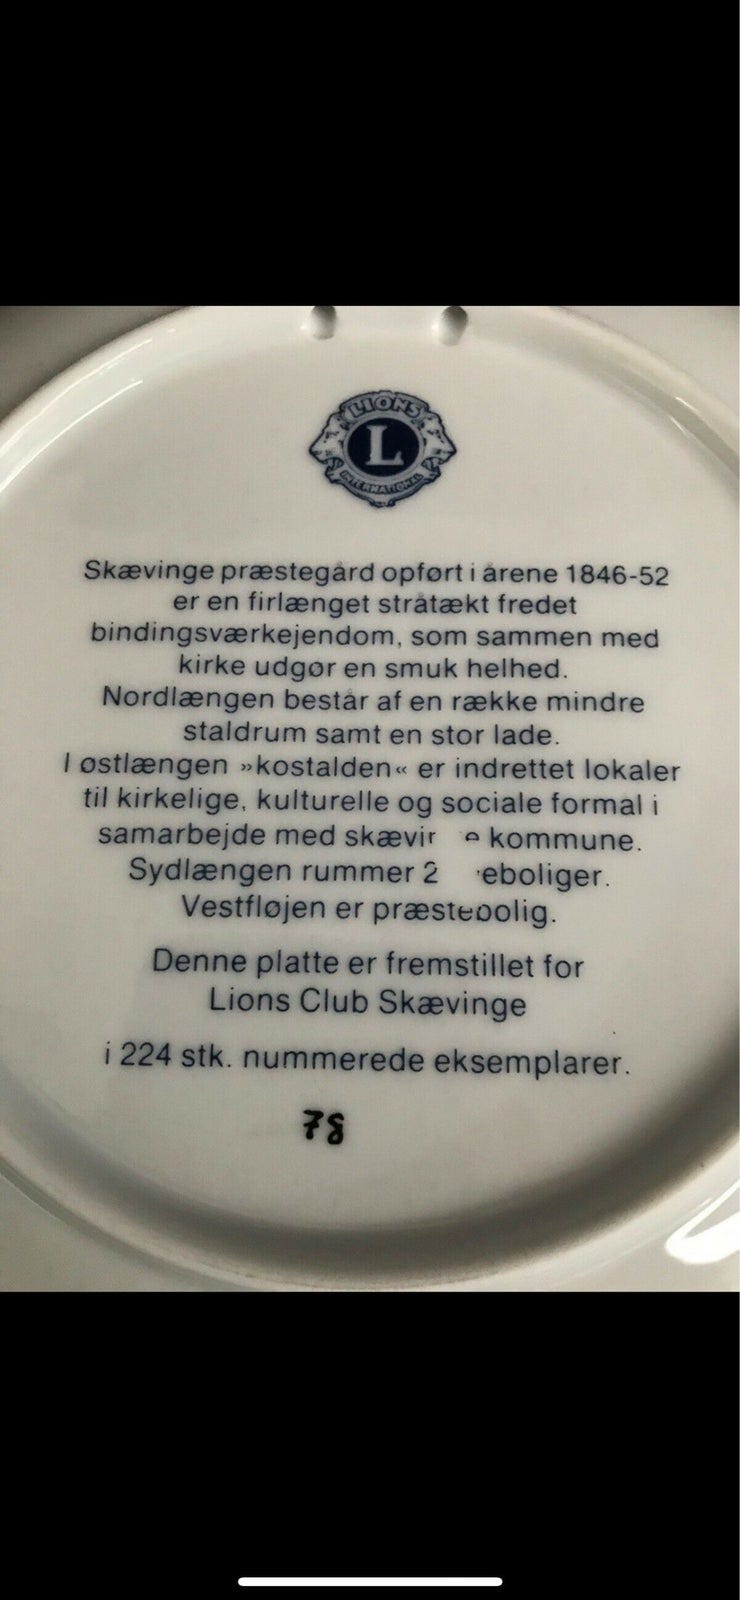 LIONS
L
INTERNATIONAL
Skævinge præstegård opført i årene 1846-52
er en firlænget stråtækt fredet
bindingsværkejendom, som sammen med
kirke udgør en smuk helhed.
Nordlængen består af en række mindre
staldrum samt en stor lade.
I østlængen »kostalden« er indrettet lokaler
til kirkelige, kulturelle og sociale formal i
samarbejde med kommune.
Sydlængen rummer 2
Vestfløjen er præstebolig.
Denne platte er fremstillet for
Lions Club Skævinge
i 224 stk. nummerede eksemplarer.
78